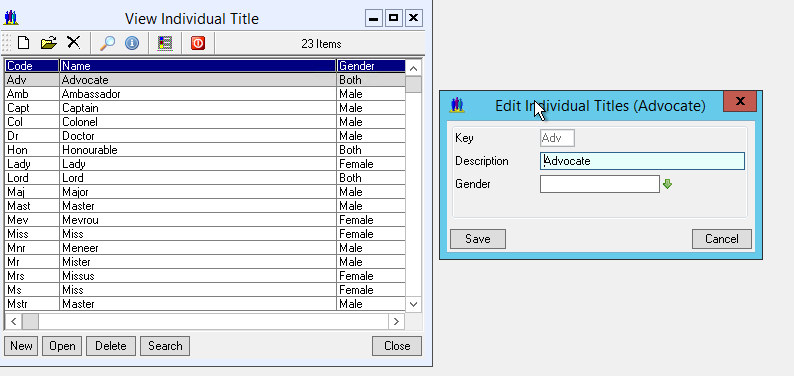 View Individual Title
23 Items
Code Name Gender
Adv Advocate Both
Amb Ambassador Male
Capt Captain Male
Col Colonel Male
Dr Doctor Male
Hon Honourable Both
Lady Lady Female
Lord Lord Both
Maj Major Male
Mast Master Male
Mev Mevrou Female
Miss Miss Female
Mnr Meneer Male
Mr Mister Male
Mrs Missus Female
Ms Miss Female
Mstr Master Male
New Open Delete Search Close
Edit Individual Titles (Advocate) X
Key Adv
Description Advocate
Gender
Save Cancel